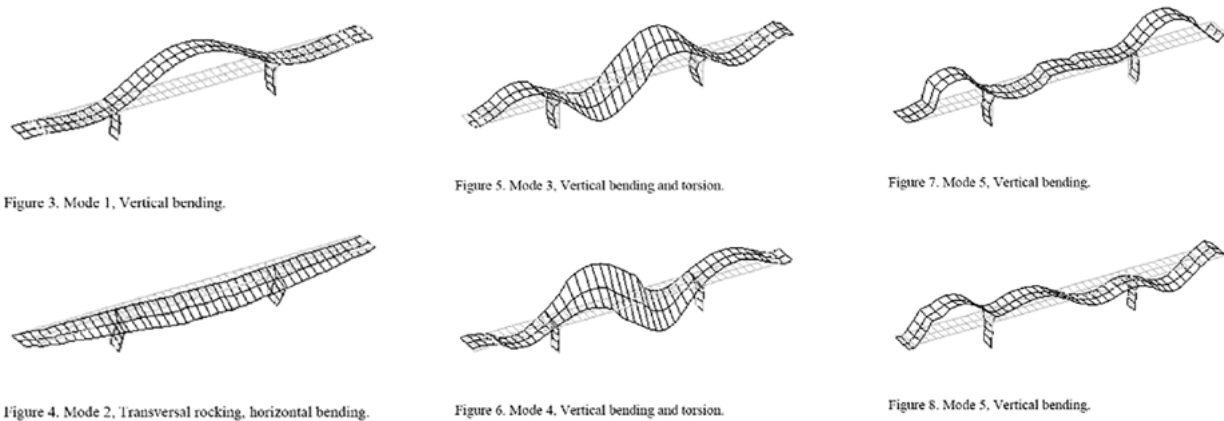 Figure 3. Mode 1, Vertical bending.
Figure 4. Mode 2, Transversal rocking, horizontal bending.
Figure 5. Mode 3, Vertical bending and torsion.
Figure 6. Mode 4, Vertical bending and torsion.
Figure 7. Mode 5, Vertical bending.
Figure 8. Mode 5, Vertical bending.